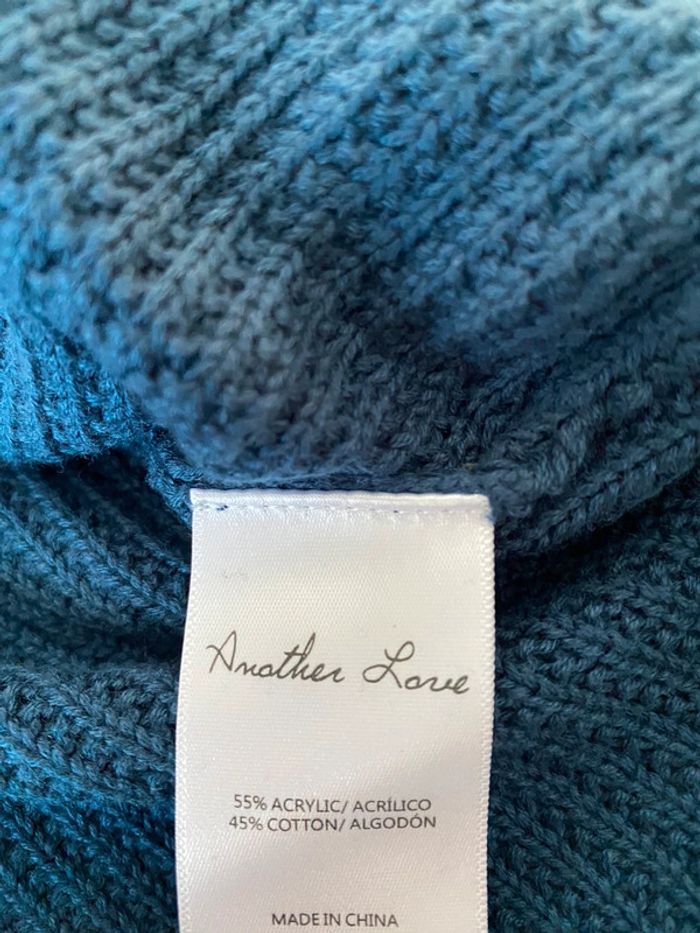 Another Love
55% ACRYLIC/ ACRÍLICO
45% COTTON/ ALGODÓN
MADE IN CHINA